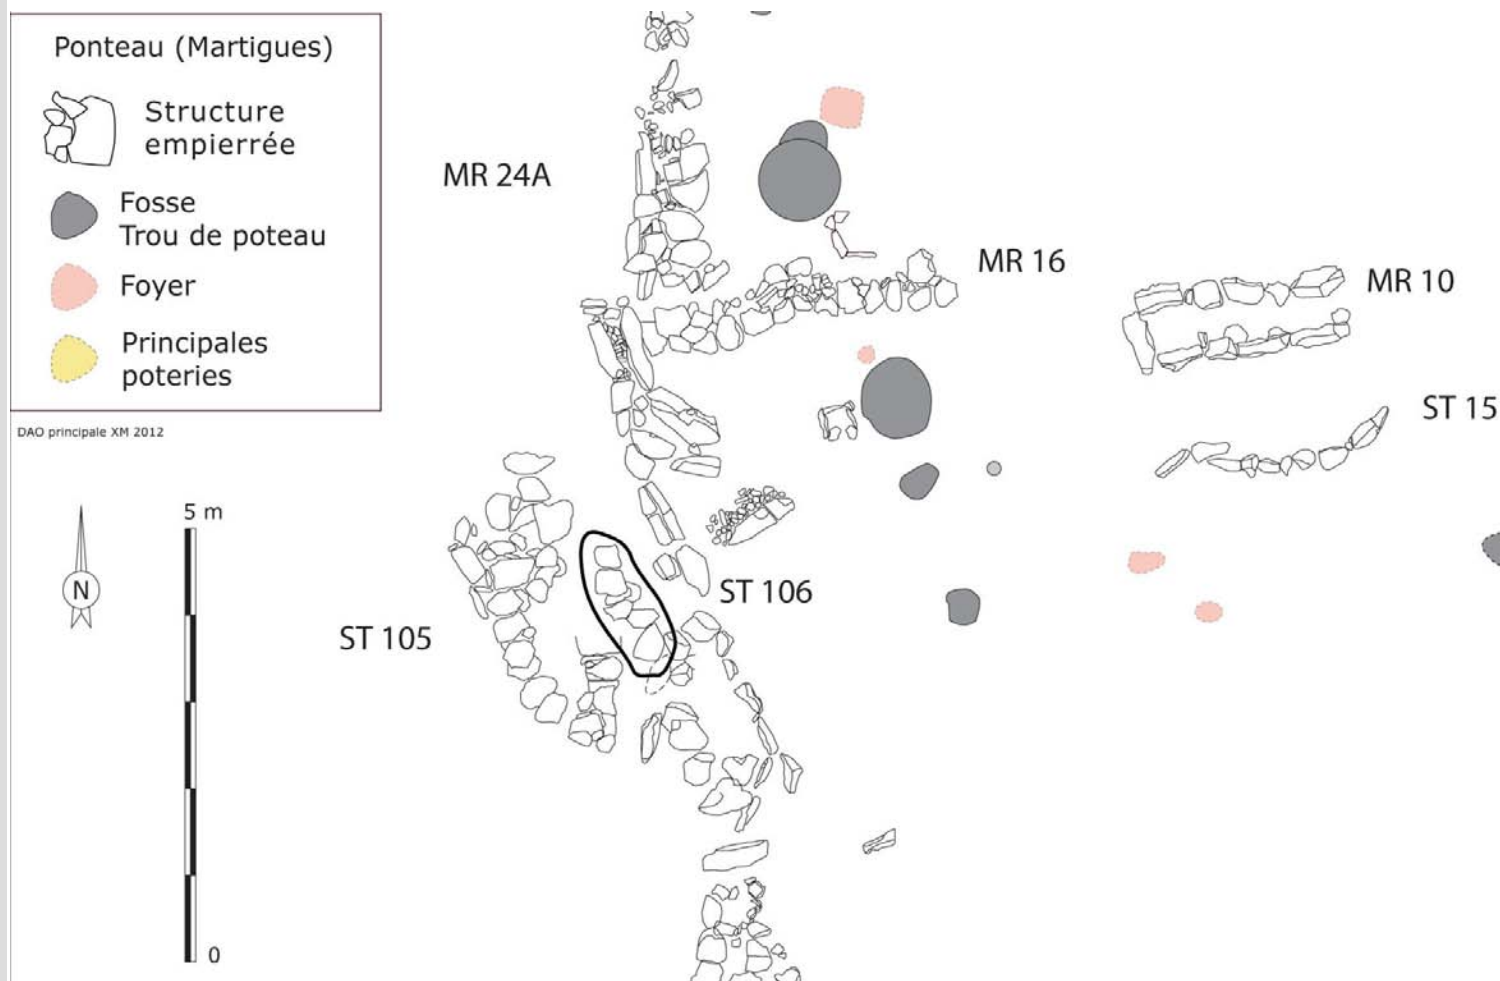 Ponteau (Martigues)
Structure
empierrée
Fosse
Trou de poteau
Foyer
Principales
poteries
DAO principale XM 2012
5 m
N
0
MR 24A
MR 16
MR 10
ST 15
ST 106
ST 105